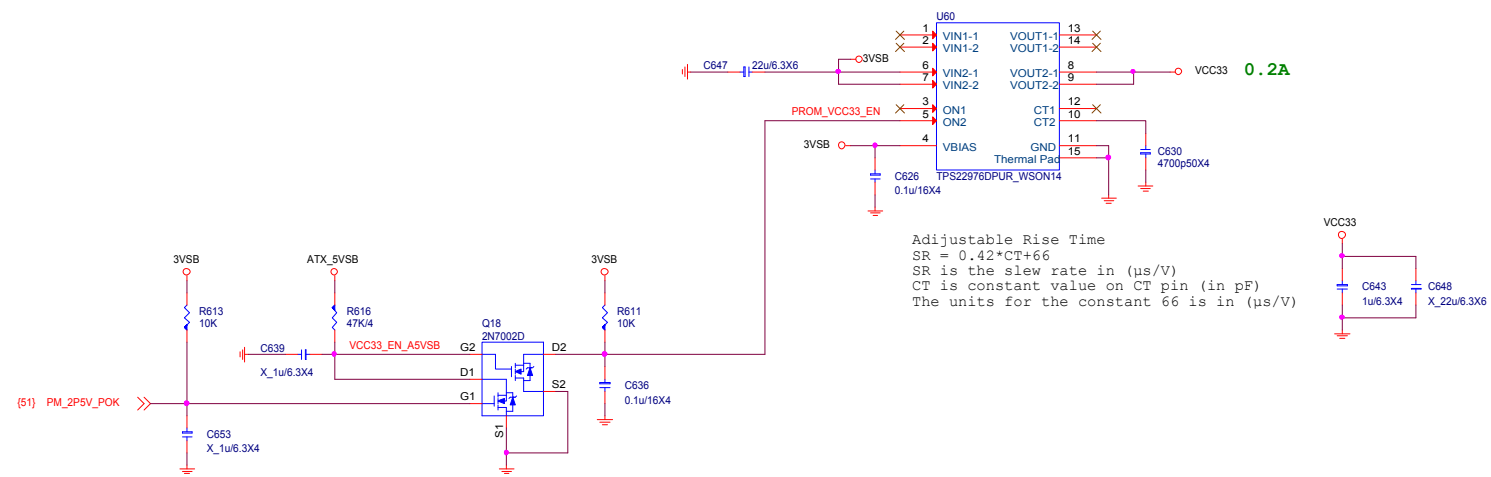 U60
1
VIN1-1
VOUT1-1
13
2
VIN1-2
VOUT1-2
14
C647
22u/6.3X6
3VSB
6
VIN2-1
VOUT2-1
8
VCC33
0.2A
7
VIN2-2
VOUT2-2
9
PROM_VCC33_EN
3
ON1
CT1
12
5
ON2
CT2
10
3VSB
4
VBIAS
GND
11
Thermal Pad
15
C630
4700p50X4
TPS22976DPUR_WSON14
C626
0.1u/16X4
Adijustable Rise Time
SR = 0.42*CT+66
SR is the slew rate in (µs/V)
CT is constant value on CT pin (in pF)
The units for the constant 66 is in (µs/V)
VCC33
C643
1u/6.3X4
C648
X_22u/6.3X6
3VSB
ATX_5VSB
3VSB
R613
10K
R616
47K/4
R611
10K
Q18
2N7002D
C639
X_1u/6.3X4
VCC33_EN_A5VSB
G2
D2
D1
S2
G1
S1
C636
0.1u/16X4
{51}
PM_2P5V_POK
C653
X_1u/6.3X4